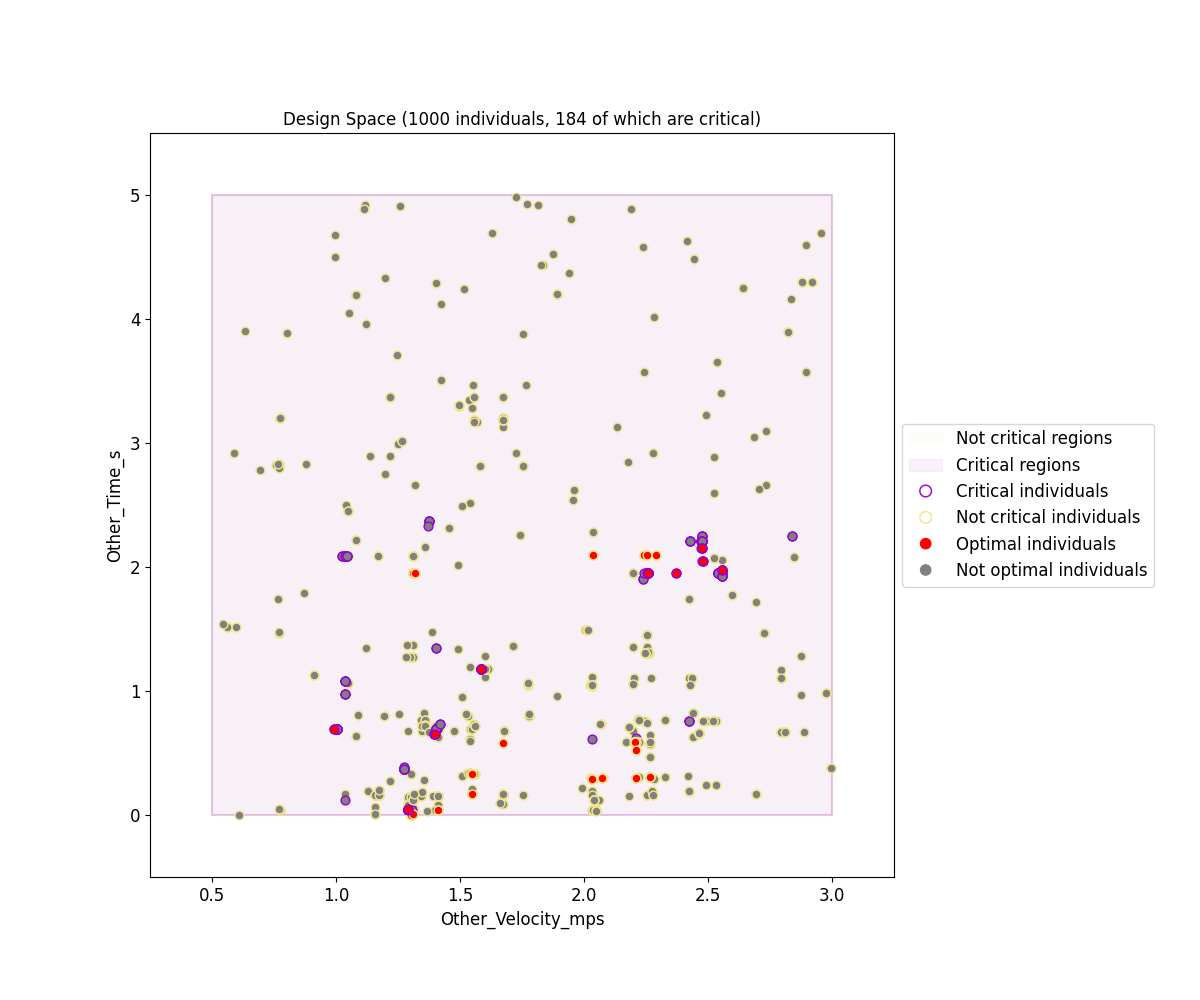 Design Space (1000 individuals, 184 of which are critical)
5
4
3
2
1
0
Other_Time_s
0.5 1.0 1.5 2.0 2.5 3.0
Other_Velocity_mps
Not critical regions
Critical regions
Critical individuals
Not critical individuals
Optimal individuals
Not optimal individuals